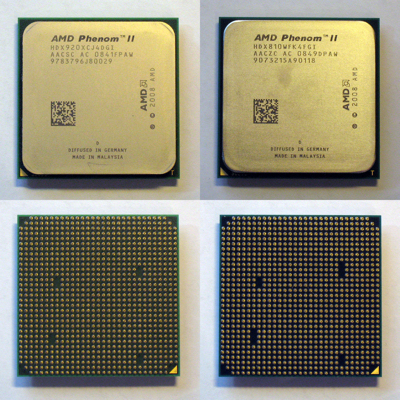 AMD Phenom™ II
HDX920XCJ4DGI
AACSC AC 0841FPAW
9783796J80029
© 2008 AMD
AMD
DIFFUSED IN GERMANY
MADE IN MALAYSIA
AMD Phenom™ II
HDX810WFK4FGI
AACZC AC 0849DPAW
9073215A90118
© 2008 AMD
AMD
DIFFUSED IN GERMANY
MADE IN MALAYSIA